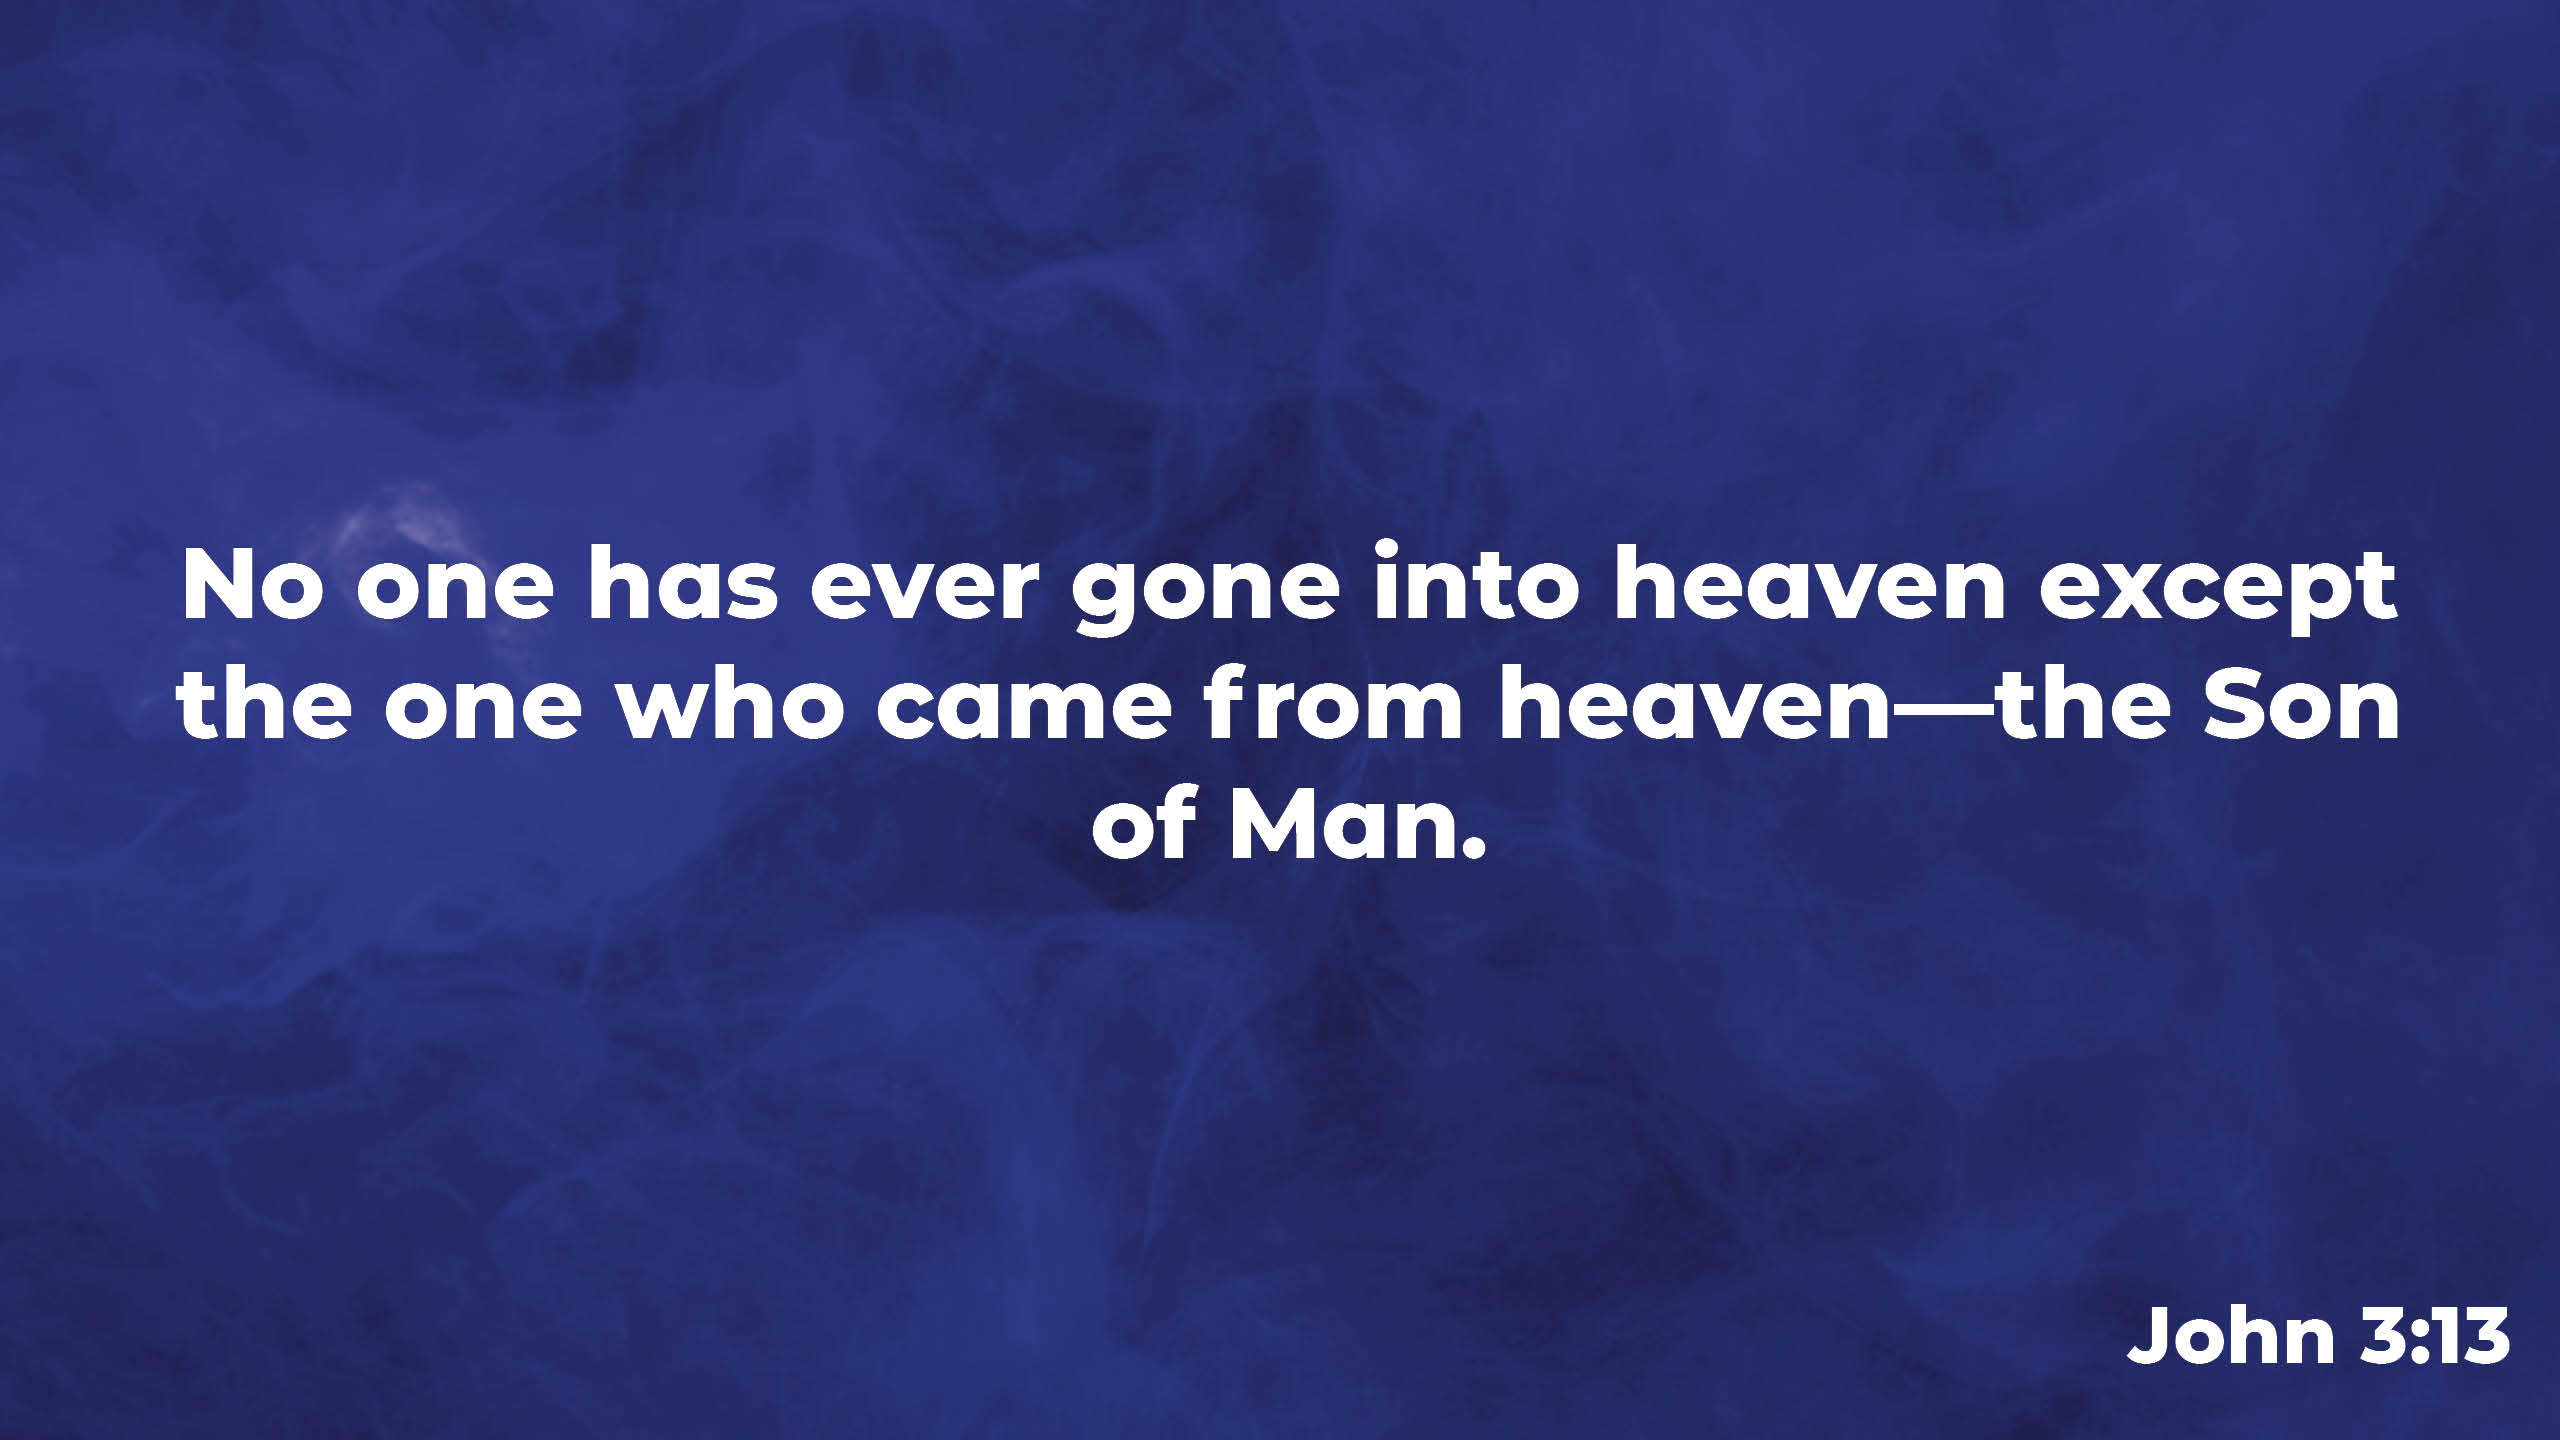 No one has ever gone into heaven except
the one who came from heaven—the Son
of Man.
John 3:13